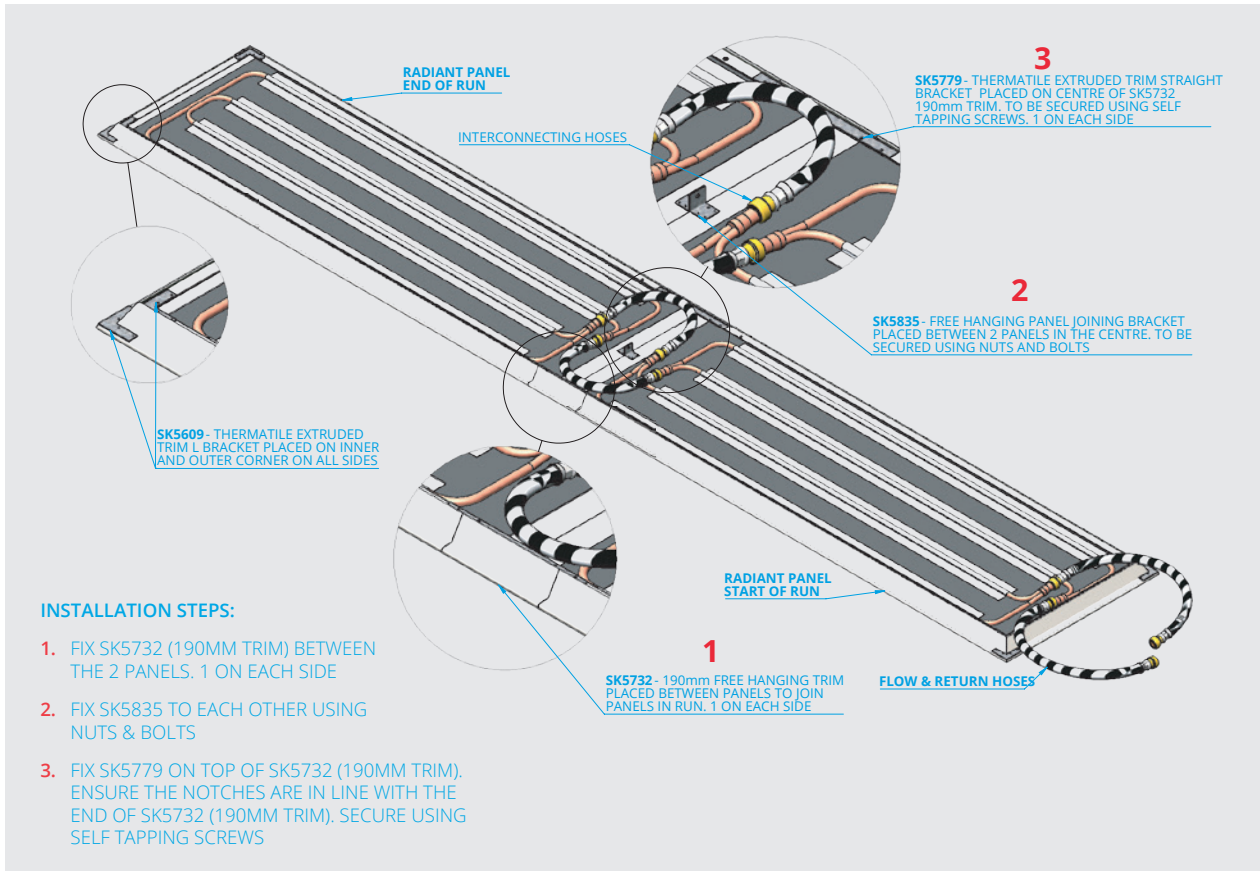 RADIANT PANEL
END OF RUN
INTERCONNECTING HOSES
3
SK5779 - THERMATILE EXTRUDED TRIM STRAIGHT
BRACKET PLACED ON CENTRE OF SK5732
190mm TRIM. TO BE SECURED USING SELF
TAPPING SCREWS. 1 ON EACH SIDE
2
SK5835 - FREE HANGING PANEL JOINING BRACKET
PLACED BETWEEN 2 PANELS IN THE CENTRE. TO BE
SECURED USING NUTS AND BOLTS
SK5609 - THERMATILE EXTRUDED
TRIM L BRACKET PLACED ON INNER
AND OUTER CORNER ON ALL SIDES
RADIANT PANEL
START OF RUN
1
SK5732 - 190mm FREE HANGING TRIM
PLACED BETWEEN PANELS TO JOIN
PANELS IN RUN. 1 ON EACH SIDE
FLOW & RETURN HOSES
INSTALLATION STEPS:
1. FIX SK5732 (190MM TRIM) BETWEEN
THE 2 PANELS. 1 ON EACH SIDE
2. FIX SK5835 TO EACH OTHER USING
NUTS & BOLTS
3. FIX SK5779 ON TOP OF SK5732 (190MM TRIM).
ENSURE THE NOTCHES ARE IN LINE WITH THE
END OF SK5732 (190MM TRIM). SECURE USING
SELF TAPPING SCREWS